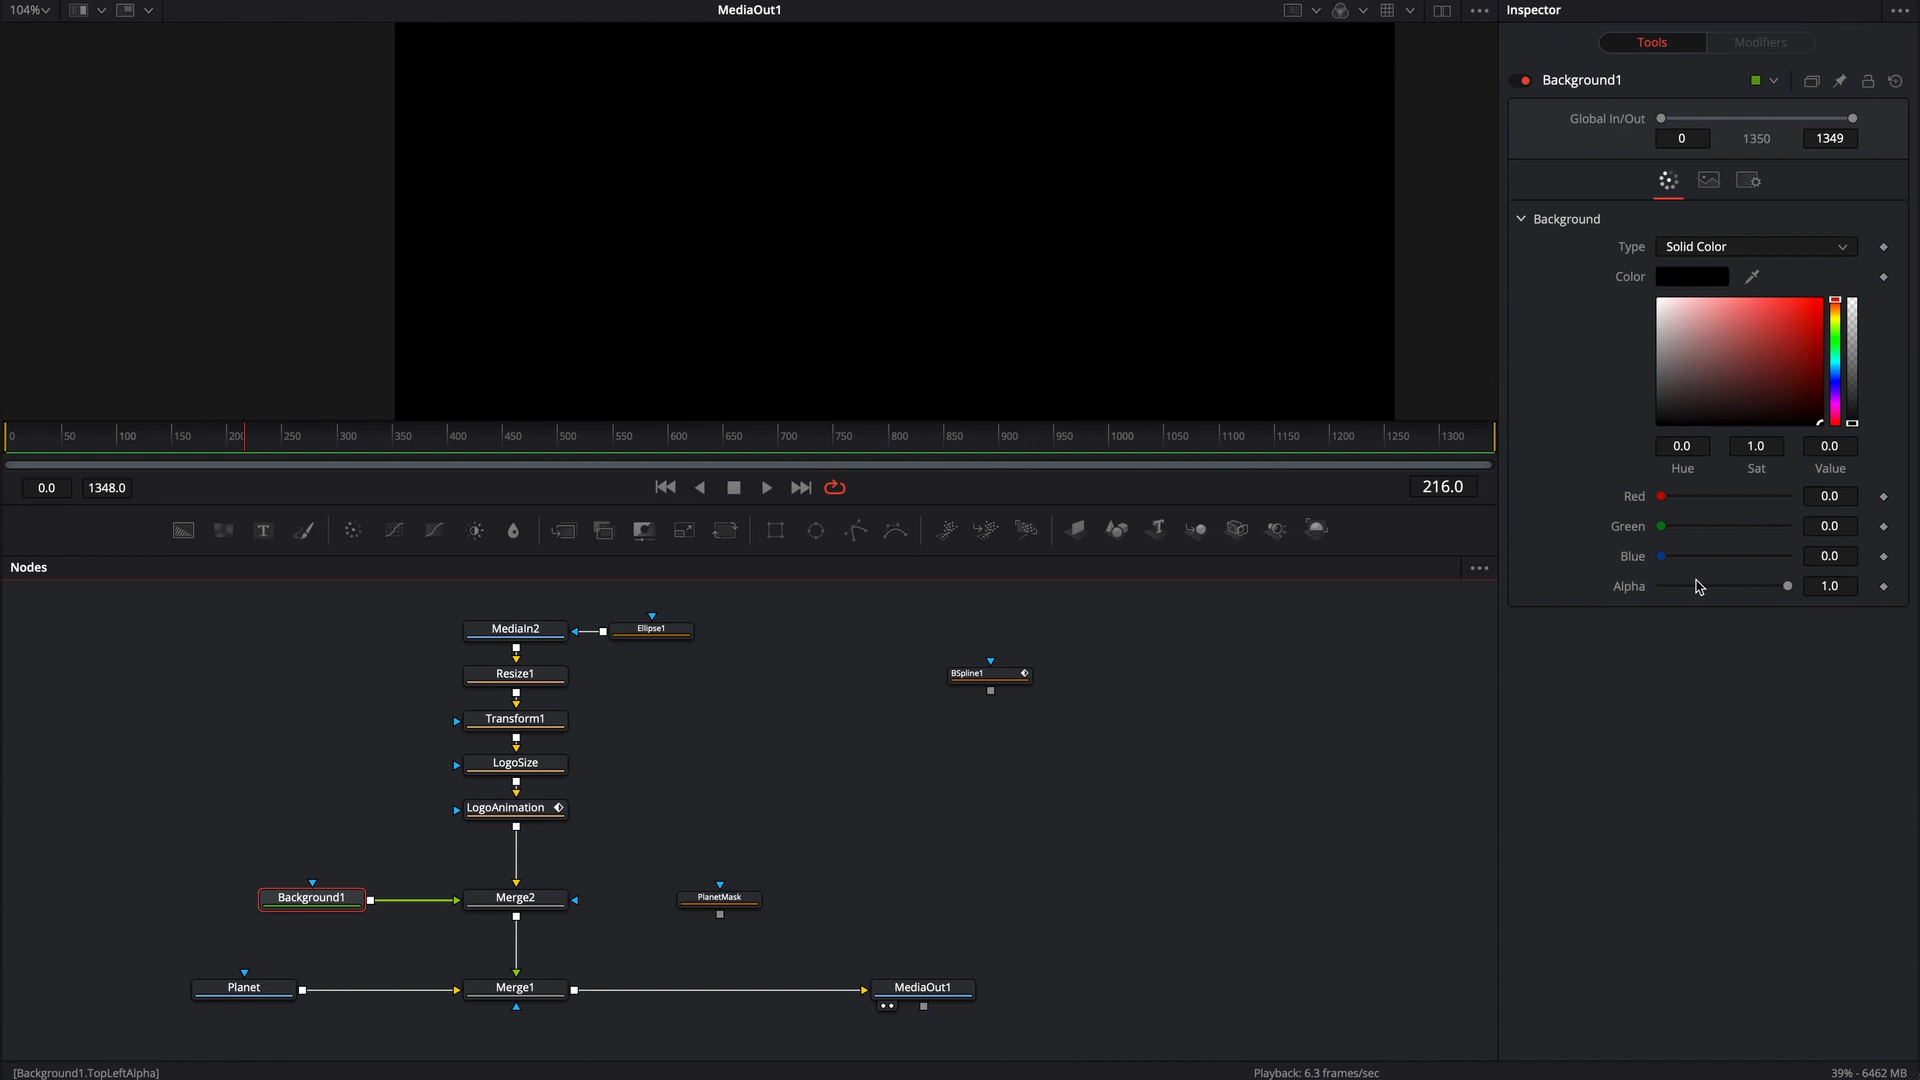 104%
MediaOut1
Inspector
Tools
Modifiers
Background1
Global In/Out
0
1350
1349
Background
Type
Solid Color
Color
0.0
1.0
0.0
Hue
Sat
Value
Red
0.0
Green
0.0
Blue
0.0
Alpha
1.0
0
50
100
150
200
250
300
350
400
450
500
550
600
650
700
750
800
850
900
950
1000
1050
1100
1150
1200
1250
1300
0.0
1348.0
216.0
T
Nodes
MediaIn2
Ellipse1
Resize1
BSpline1
Transform1
LogoSize
LogoAnimation
Background1
Merge2
PlanetMask
Planet
Merge1
MediaOut1
[Background1.TopLeftAlpha]
Playback: 6.3 frames/sec
39% - 6462 MB